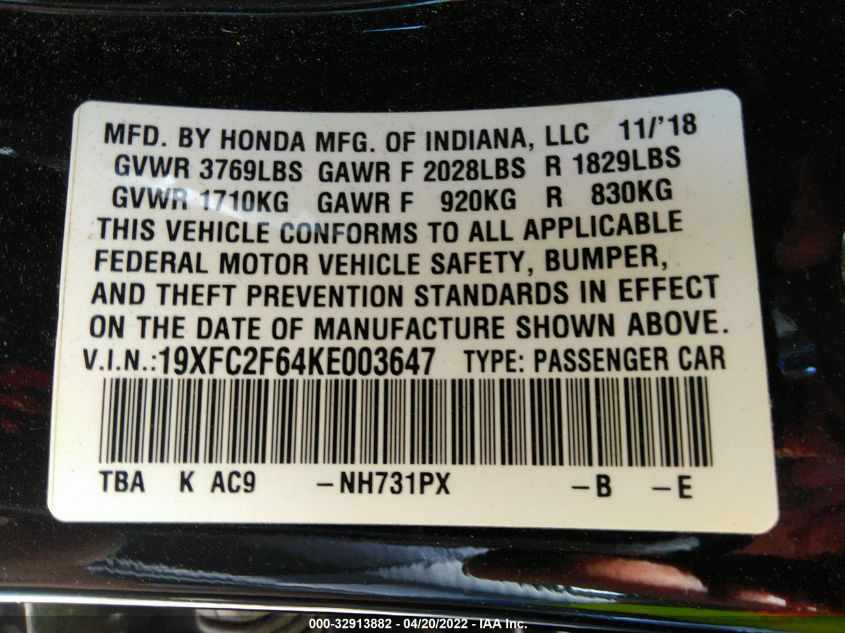 MFD. BY HONDA MFG. OF INDIANA, LLC 11/'18
GVWR 3769LBS GAWR F 2028LBS R 1829LBS
GVWR 1710KG GAWR F 920KG R 830KG
THIS VEHICLE CONFORMS TO ALL APPLICABLE
FEDERAL MOTOR VEHICLE SAFETY, BUMPER,
AND THEFT PREVENTION STANDARDS IN EFFECT
ON THE DATE OF MANUFACTURE SHOWN ABOVE.
V.I.N.:19XFC2F64KE003647 TYPE: PASSENGER CAR
TBA K AC9 -NH731PX -B -E
000-32913882 - 04/20/2022 - IAA Inc.